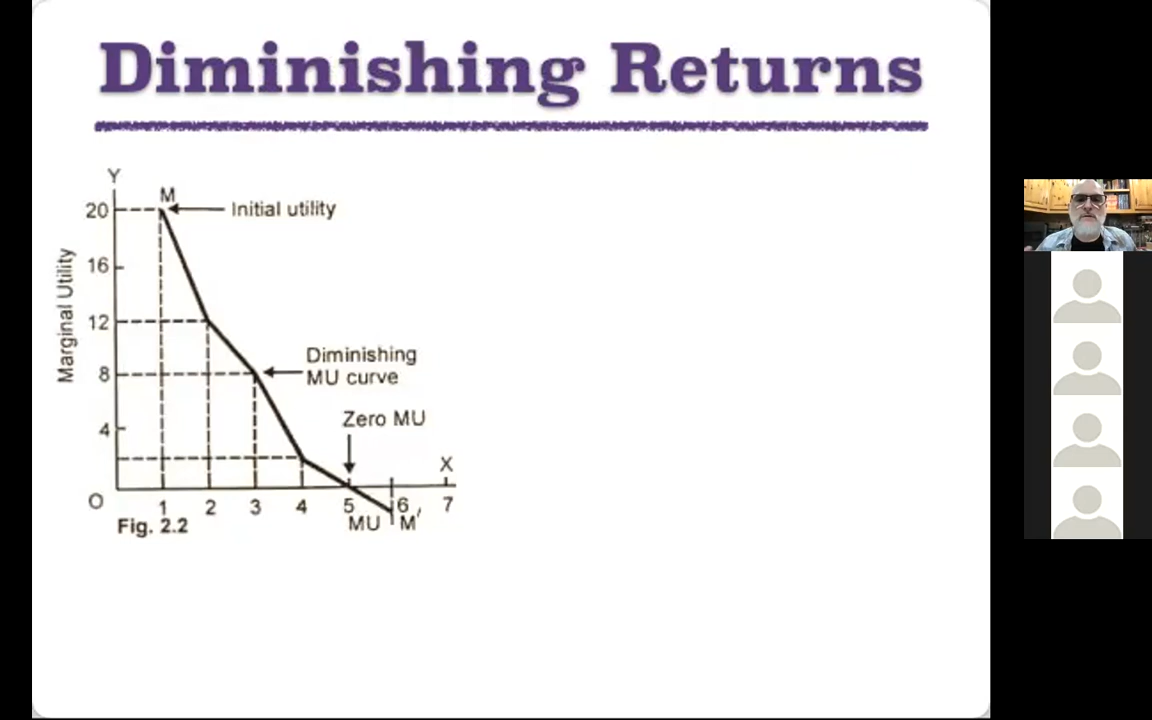 Diminishing Returns
Y
M
20
Initial utility
16
Marginal Utility
12
Diminishing
8
MU curve
Zero MU
4
X
O
1 2 3 4 5 6 7
Fig. 2.2
MU M'